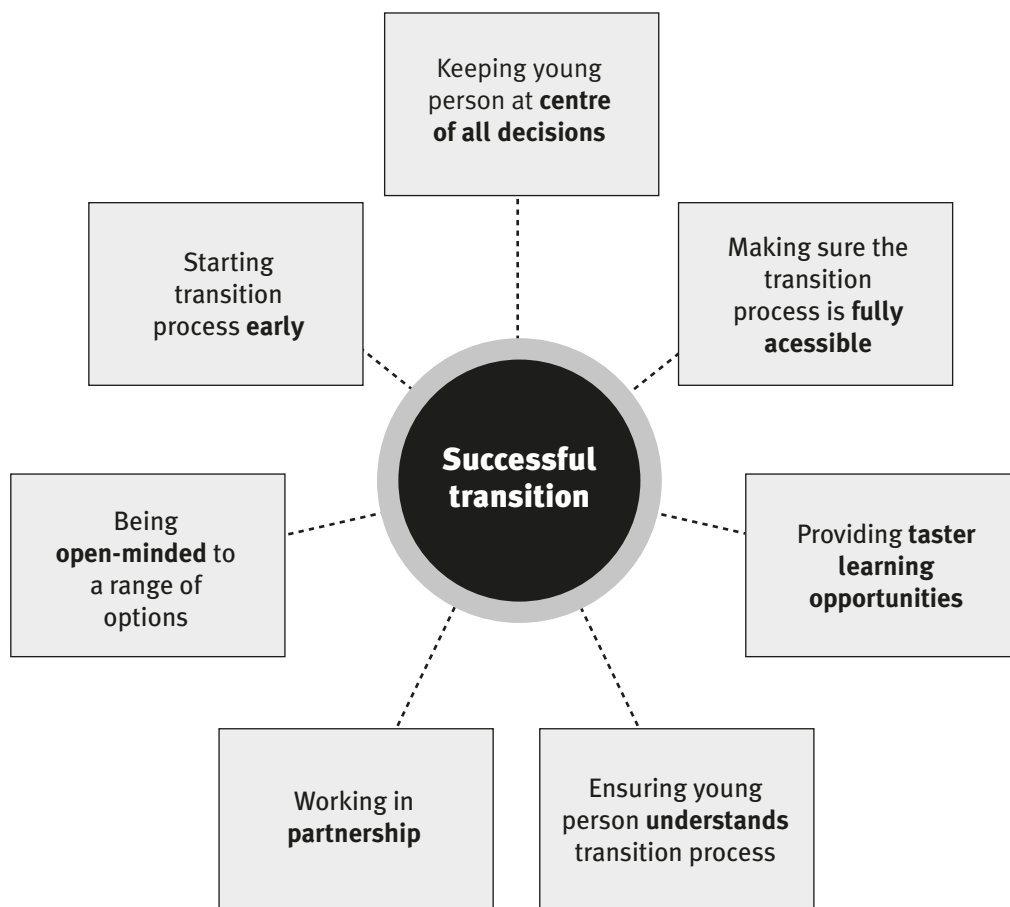 Keeping young
person at centre
of all decisions
Starting
transition
process early
Making sure the
transition
process is fully
acessible
Successful
transition
Being
open-minded to
a range of
options
Providing taster
learning
opportunities
Working in
partnership
Ensuring young
person understands
transition process